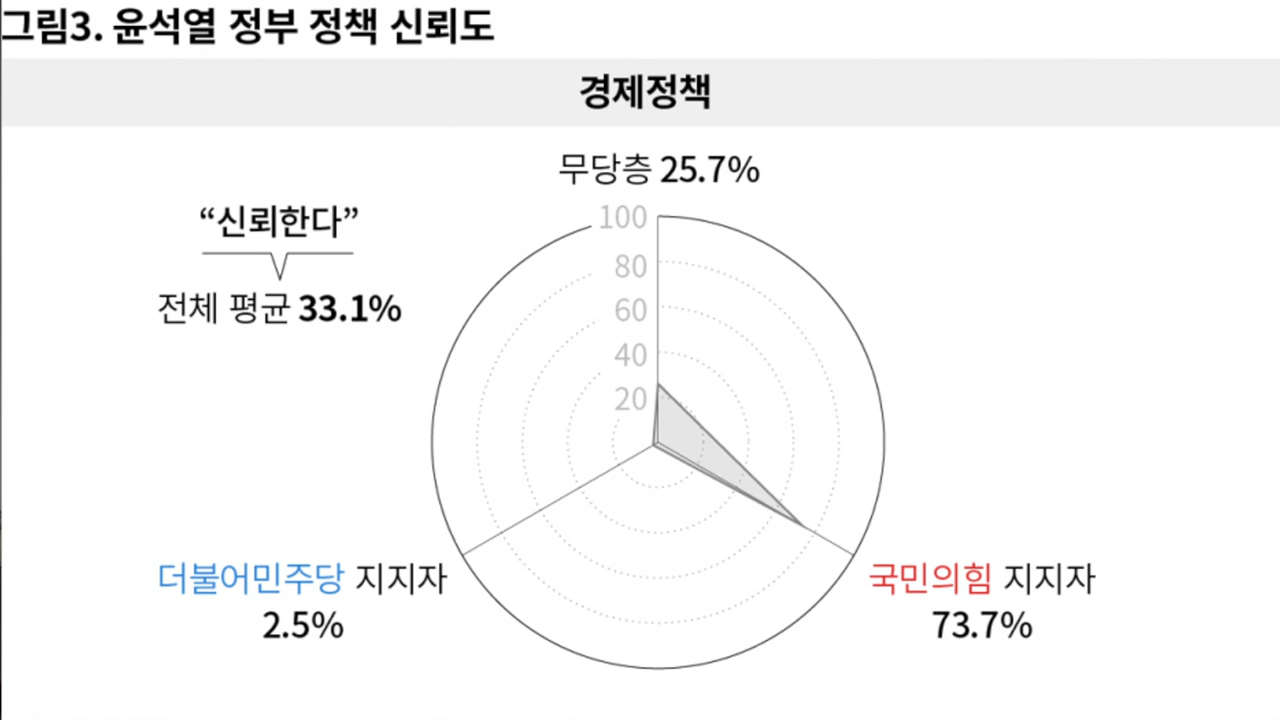 그림3. 윤석열 정부 정책 신뢰도
경제정책
무당층 25.7%
“신뢰한다”
전체 평균 33.1%
100
80
60
40
20
더불어민주당 지지자
2.5%
국민의힘 지지자
73.7%